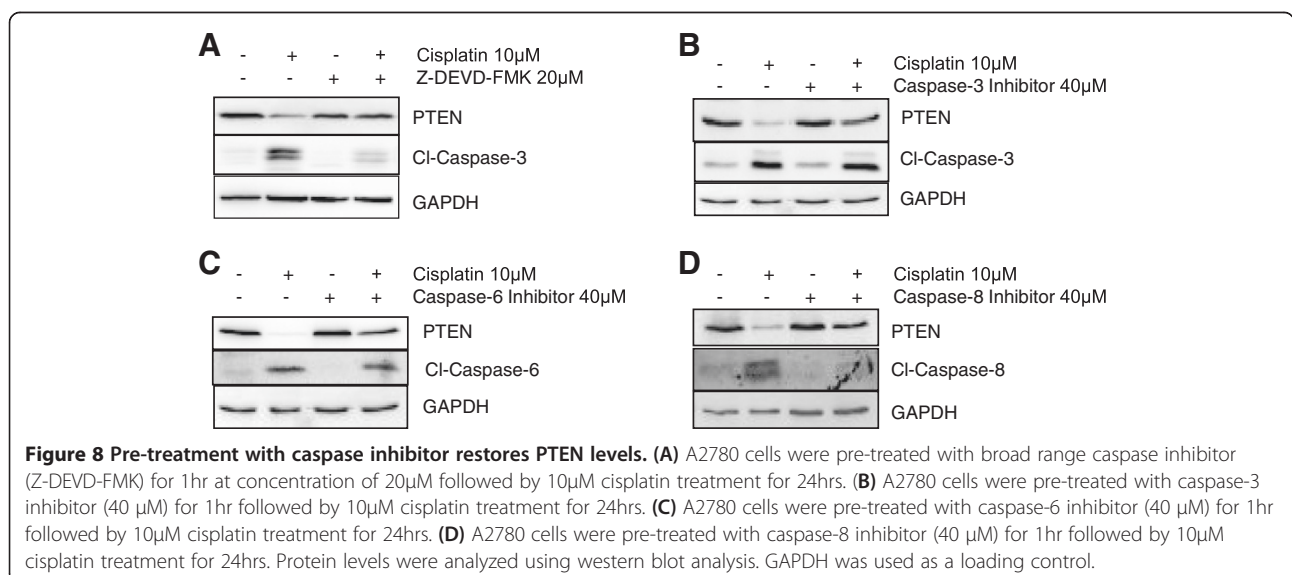 A
- + - + Cisplatin 10µM
- - + + Z-DEVD-FMK 20µM
PTEN
Cl-Caspase-3
GAPDH
B
- + - + Cisplatin 10µM
- - + + Caspase-3 Inhibitor 40µM
PTEN
Cl-Caspase-3
GAPDH
C
- + - + Cisplatin 10µM
- - + + Caspase-6 Inhibitor 40µM
PTEN
Cl-Caspase-6
GAPDH
D
- + - + Cisplatin 10µM
- - + + Caspase-8 Inhibitor 40µM
PTEN
Cl-Caspase-8
GAPDH
Figure 8 Pre-treatment with caspase inhibitor restores PTEN levels. (A) A2780 cells were pre-treated with broad range caspase inhibitor
(Z-DEVD-FMK) for 1hr at concentration of 20µM followed by 10µM cisplatin treatment for 24hrs. (B) A2780 cells were pre-treated with caspase-3
inhibitor (40 µM) for 1hr followed by 10µM cisplatin treatment for 24hrs. (C) A2780 cells were pre-treated with caspase-6 inhibitor (40 µM) for 1hr
followed by 10µM cisplatin treatment for 24hrs. (D) A2780 cells were pre-treated with caspase-8 inhibitor (40 µM) for 1hr followed by 10µM
cisplatin treatment for 24hrs. Protein levels were analyzed using western blot analysis. GAPDH was used as a loading control.